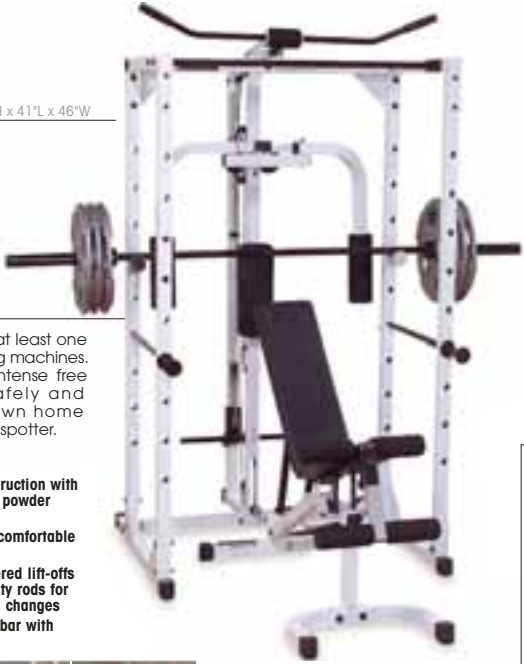 x 41"L x 46"W
at least one
g machines.
ntense free
afely and
wn home
spotter.
ruction with
powder
comfortable
red lift-offs
ty rods for
changes
bar with